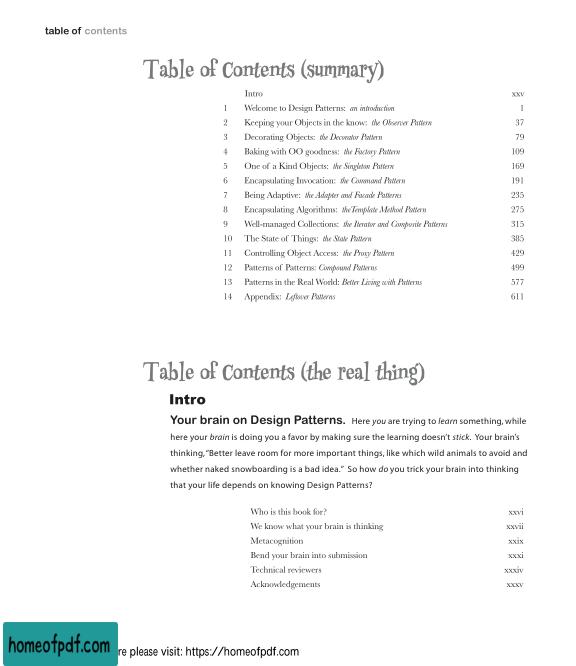 table of contents
Table of Contents (summary)
Intro xxv
1 Welcome to Design Patterns: an introduction 1
2 Keeping your Objects in the know: the Observer Pattern 37
3 Decorating Objects: the Decorator Pattern 79
4 Baking with OO goodness: the Factory Pattern 109
5 One of a Kind Objects: the Singleton Pattern 169
6 Encapsulating Invocation: the Command Pattern 191
7 Being Adaptive: the Adapter and Facade Patterns 235
8 Encapsulating Algorithms: theTemplate Method Pattern 275
9 Well-managed Collections: the Iterator and Composite Patterns 315
10 The State of Things: the State Pattern 385
11 Controlling Object Access: the Proxy Pattern 429
12 Patterns of Patterns: Compound Patterns 499
13 Patterns in the Real World: Better Living with Patterns 577
14 Appendix: Leftover Patterns 611
Table of Contents (the real thing)
Intro
Your brain on Design Patterns. Here you are trying to learn something, while
here your brain is doing you a favor by making sure the learning doesn't stick. Your brain's
thinking, "Better leave room for more important things, like which wild animals to avoid and
whether naked snowboarding is a bad idea." So how do you trick your brain into thinking
that your life depends on knowing Design Patterns?
Who is this book for? xxvi
We know what your brain is thinking xxvii
Metacognition xxix
Bend your brain into submission xxxi
Technical reviewers xxxiv
Acknowledgements xxxv
homeofpdf.com
re please visit: https://homeofpdf.com